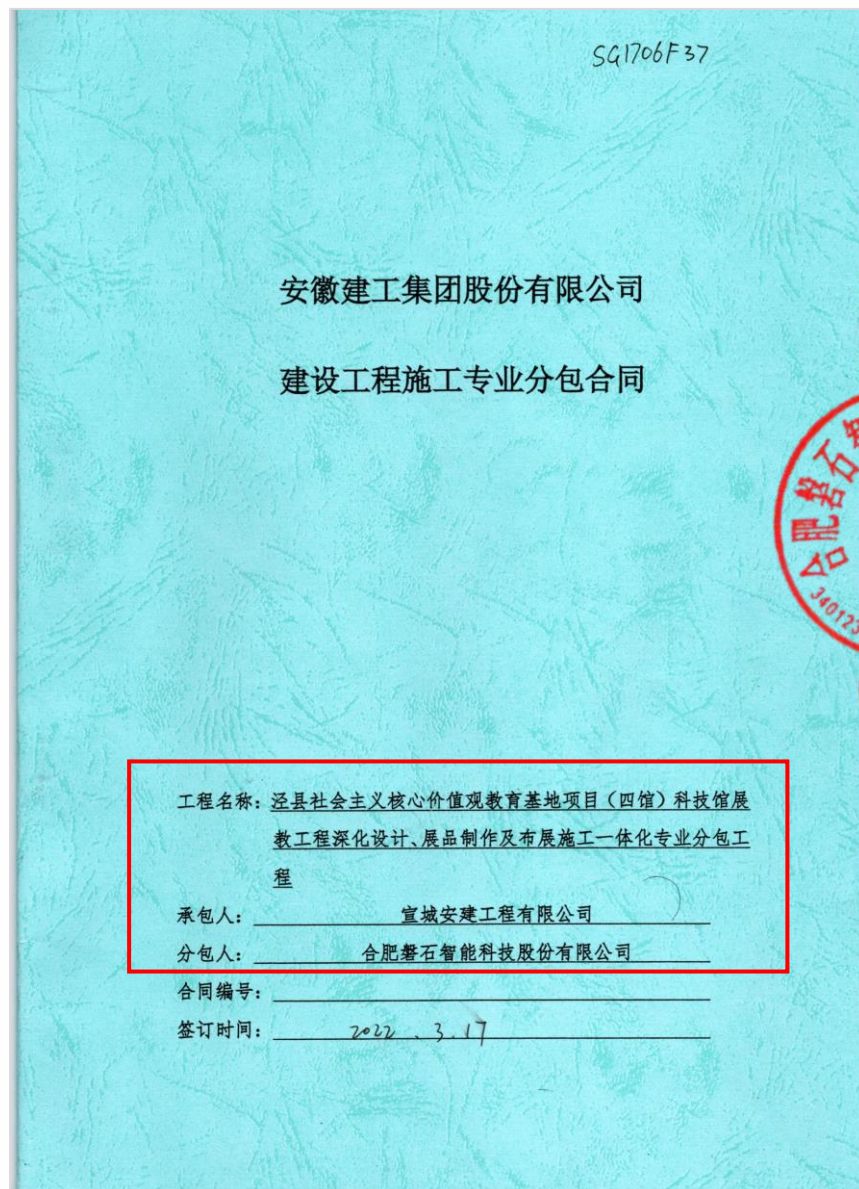 SG1706F37
安徽建工集团股份有限公司
建设工程施工专业分包合同
合肥磐石智
340123
工程名称：泾县社会主义核心价值观教育基地项目（四馆）科技馆展
教工程深化设计、展品制作及布展施工一体化专业分包工
程
承包人：宣城安建工程有限公司
分包人：合肥磐石智能科技股份有限公司
合同编号：
签订时间：2022.3.17